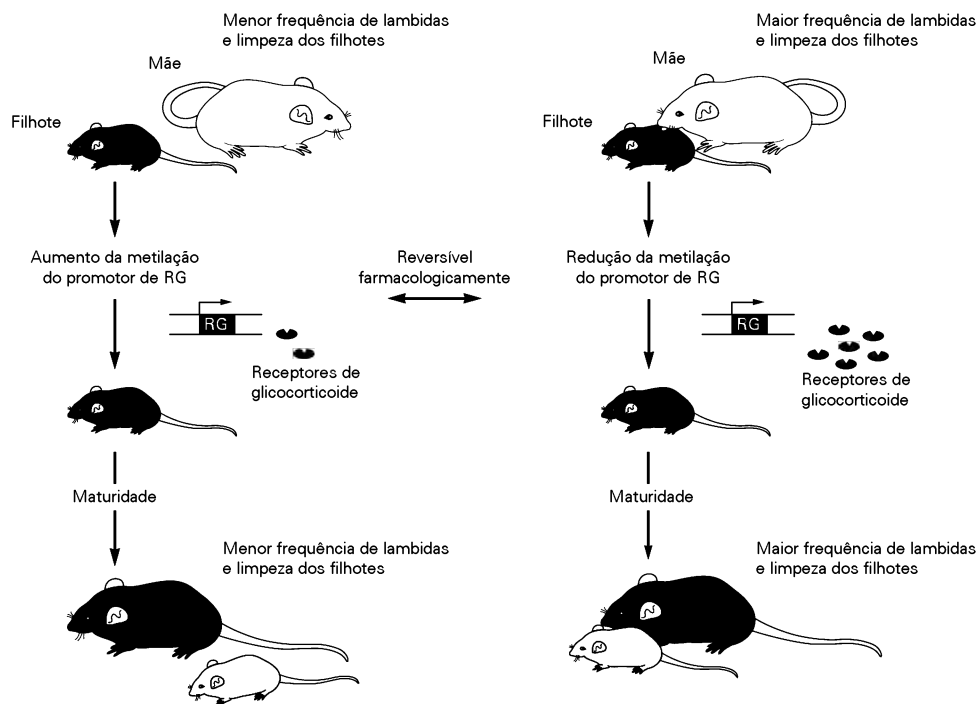 Menor frequência de lambidas
e limpeza dos filhotes
Mãe
Filhote
Aumento da metilação
do promotor de RG
RG
Receptores de
glicocorticoide
Maturidade
Menor frequência de lambidas
e limpeza dos filhotes
Reversível
farmacologicamente
Maior frequência de lambidas
e limpeza dos filhotes
Mãe
Filhote
Redução da metilação
do promotor de RG
RG
Receptores de
glicocorticoide
Maturidade
Maior frequência de lambidas
e limpeza dos filhotes